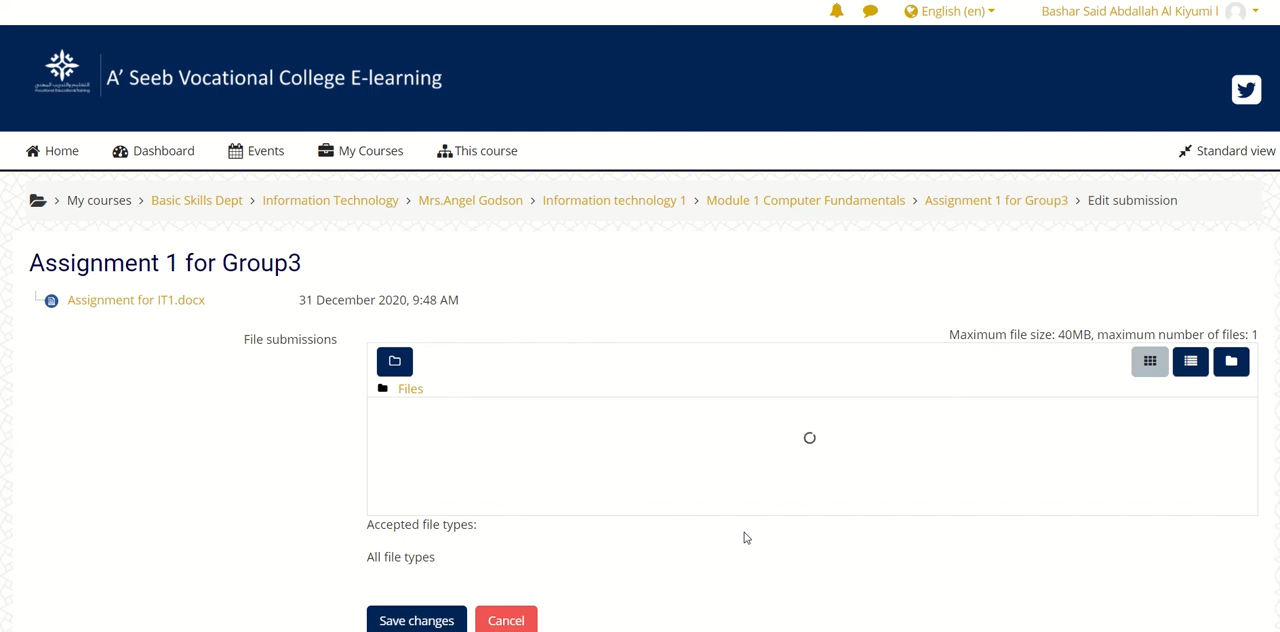 English (en)
Bashar Said Abdallah Al Kiyumi I
A' Seeb Vocational College E-learning
Home
Dashboard
Events
My Courses
This course
Standard view
My courses > Basic Skills Dept > Information Technology > Mrs.Angel Godson > Information technology 1 > Module 1 Computer Fundamentals > Assignment 1 for Group3 > Edit submission
Assignment 1 for Group3
Assignment for IT1.docx
31 December 2020, 9:48 AM
Maximum file size: 40MB, maximum number of files: 1
File submissions
Files
Accepted file types:
All file types
Save changes
Cancel